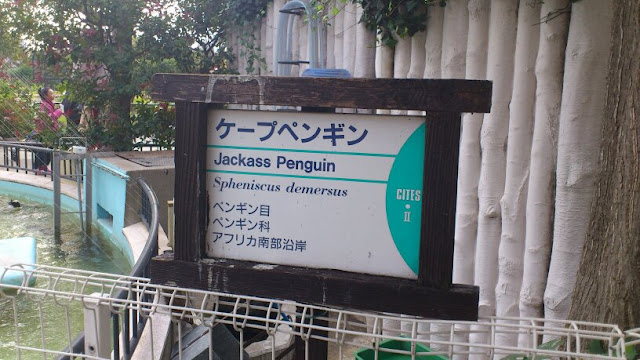 ケープペンギン
Jackass Penguin
Spheniscus demersus
ペンギン目
ペンギン科
アフリカ南部沿岸
CITES
II